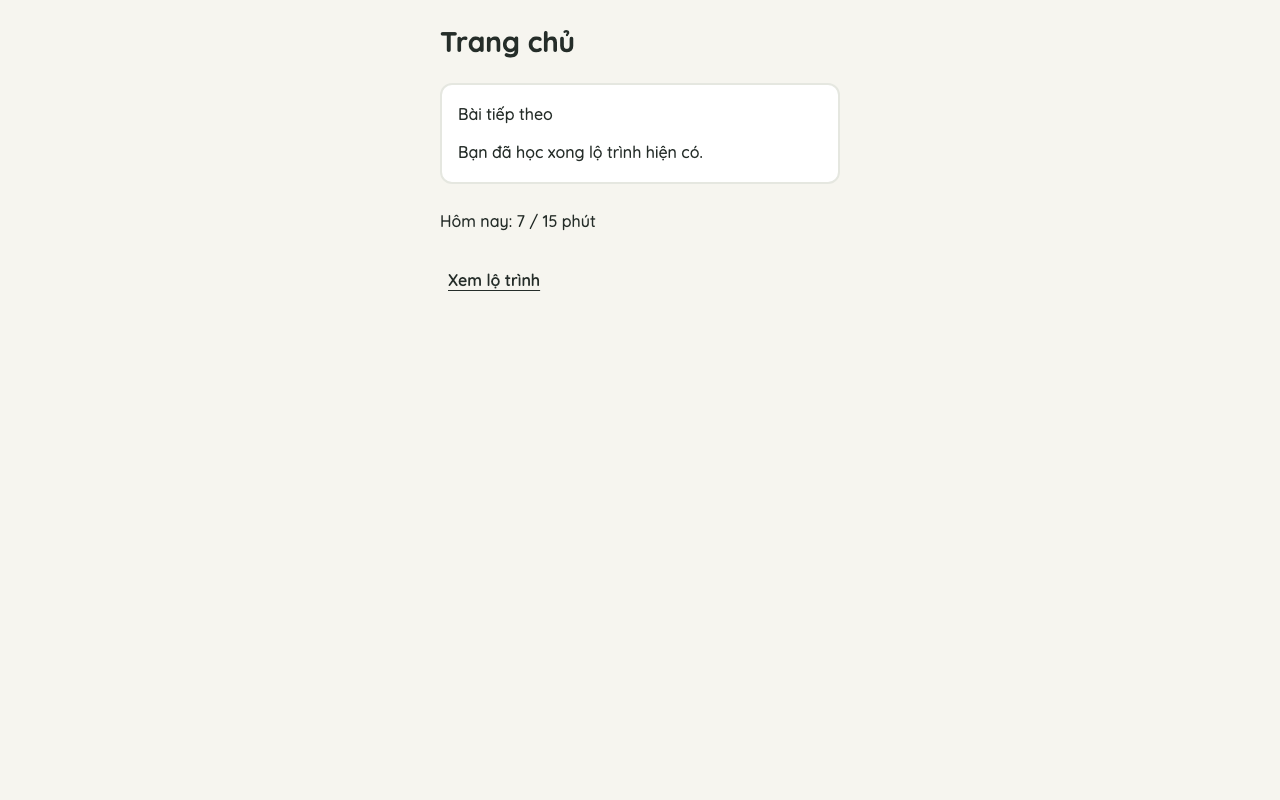 Trang chủ
Bài tiếp theo
Bạn đã học xong lộ trình hiện có.
Hôm nay: 7 / 15 phút
Xem lộ trình